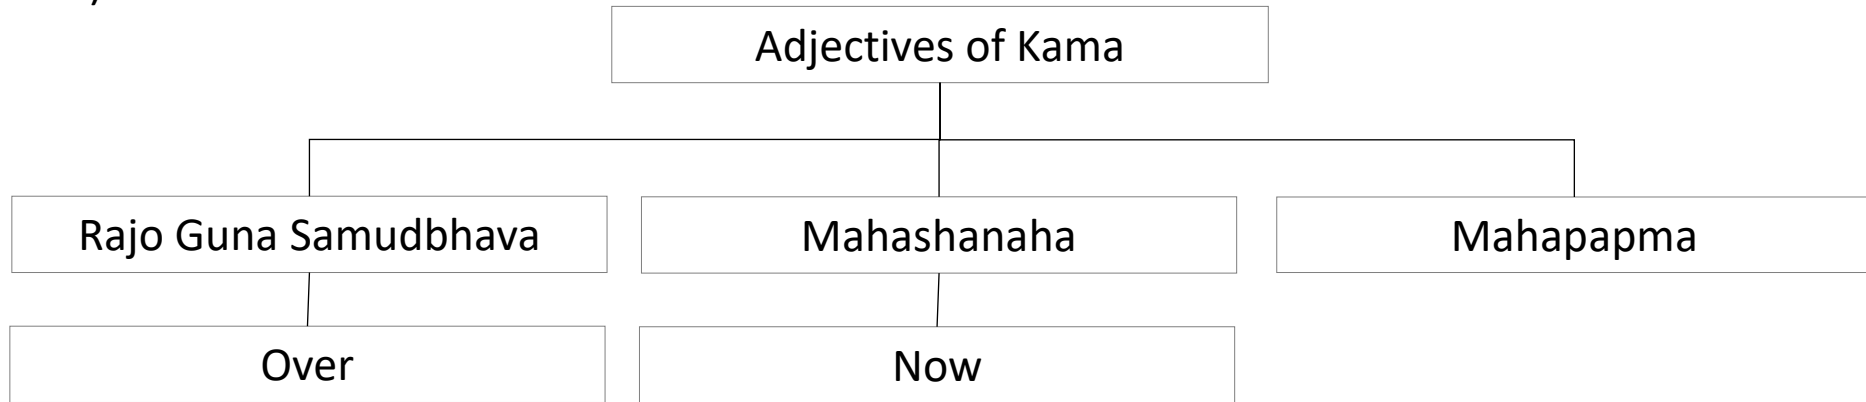 Adjectives of Kama
Rajo Guna Samudbhava
Mahashanaha
Mahapapma
Over
Now